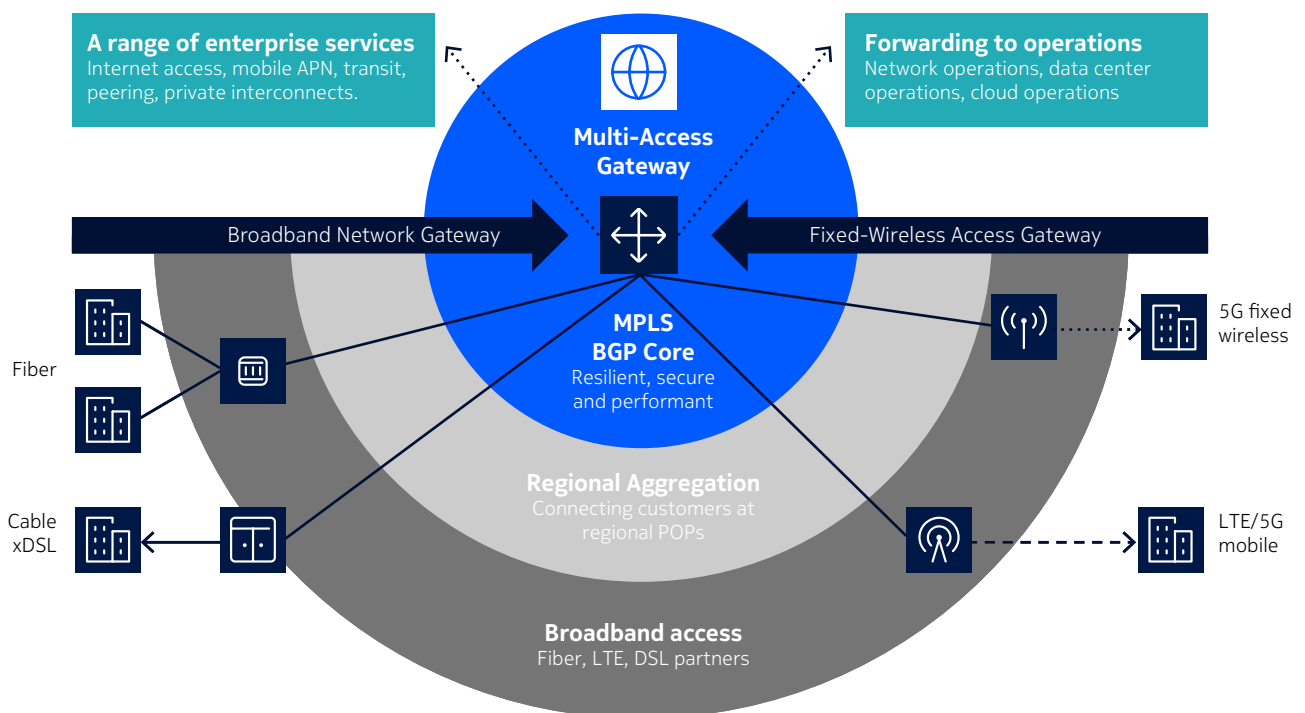 A range of enterprise services
Internet access, mobile APN, transit,
peering, private interconnects.
Forwarding to operations
Network operations, data center
operations, cloud operations
Multi-Access
Gateway
Broadband Network Gateway
Fixed-Wireless Access Gateway
MPLS
BGP Core
Resilient, secure
and performant
Fiber
5G fixed
wireless
Regional Aggregation
Connecting customers at
regional POPs
Cable
xDSL
LTE/5G
mobile
Broadband access
Fiber, LTE, DSL partners